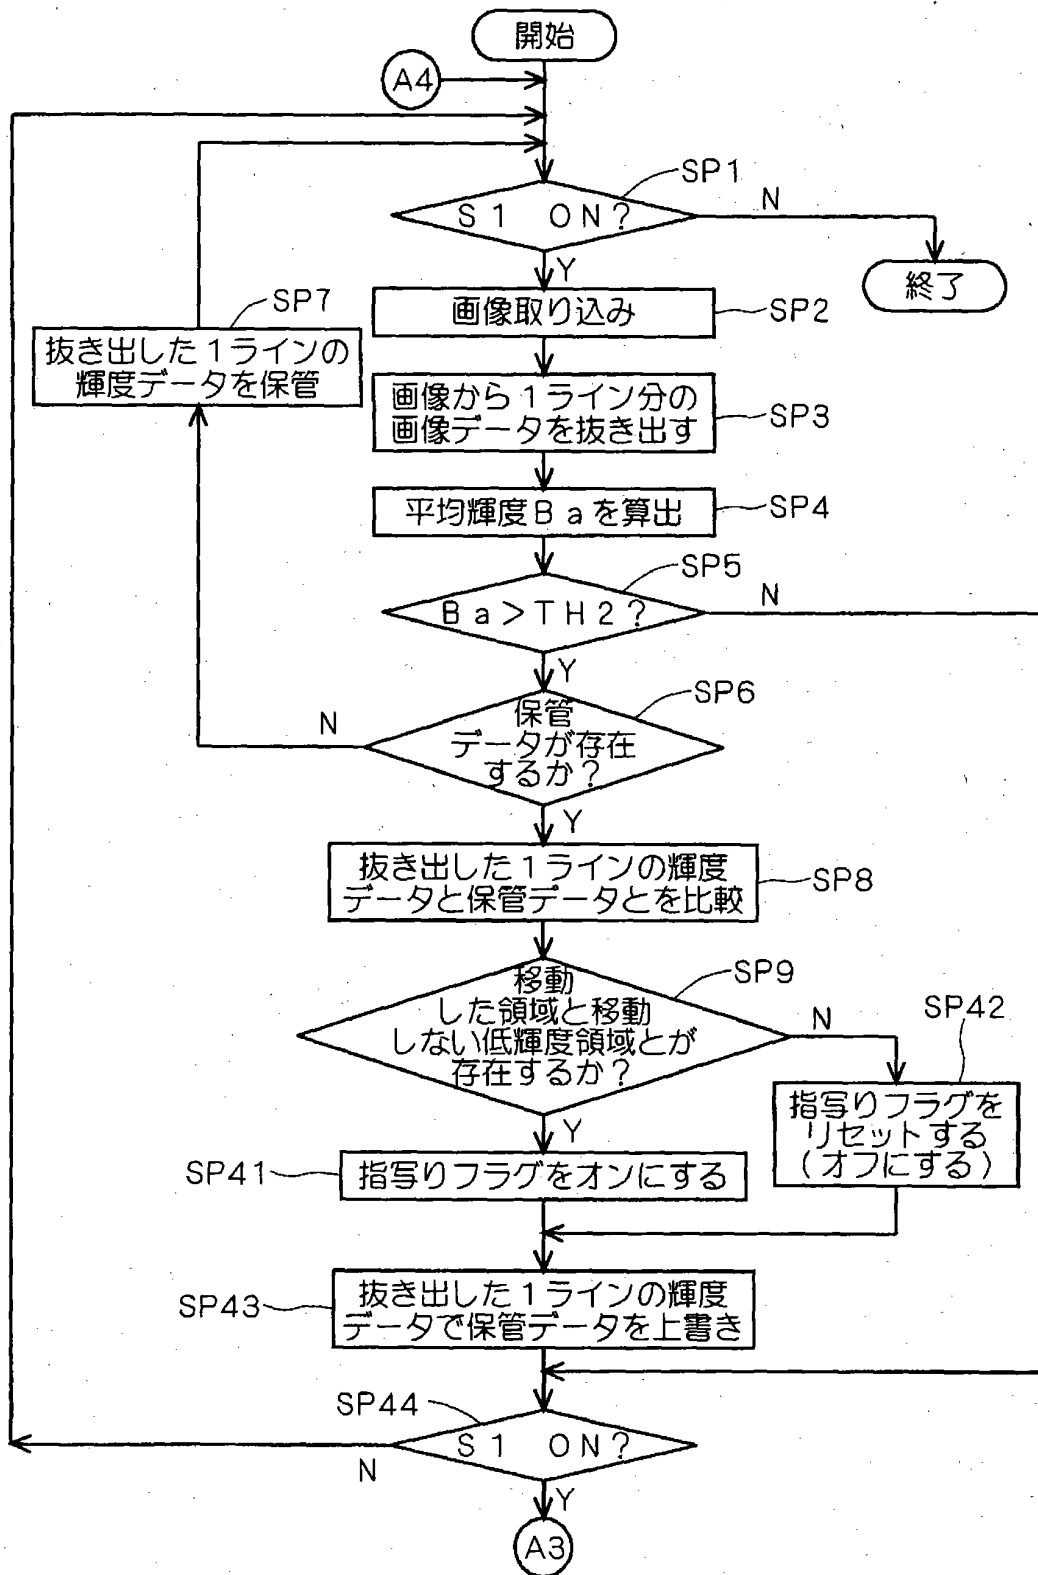 開始
A4
SP1
S1 ON?
N
Y
終了
画像取り込み
SP2
SP7
抜き出した1ラインの
輝度データを保管
画像から1ライン分の
画像データを抜き出す
SP3
平均輝度Baを算出
SP4
SP5
Ba>TH2?
N
Y
SP6
保管
データが存在
するか?
N
Y
抜き出した1ラインの輝度
データと保管データとを比較
SP8
SP9
移動
した領域と移動
しない低輝度領域とが
存在するか?
N
SP42
Y
指写りフラグを
リセットする
(オフにする)
SP41
指写りフラグをオンにする
SP43
抜き出した1ラインの輝度
データで保管データを上書き
SP44
S1 ON?
N
Y
A3